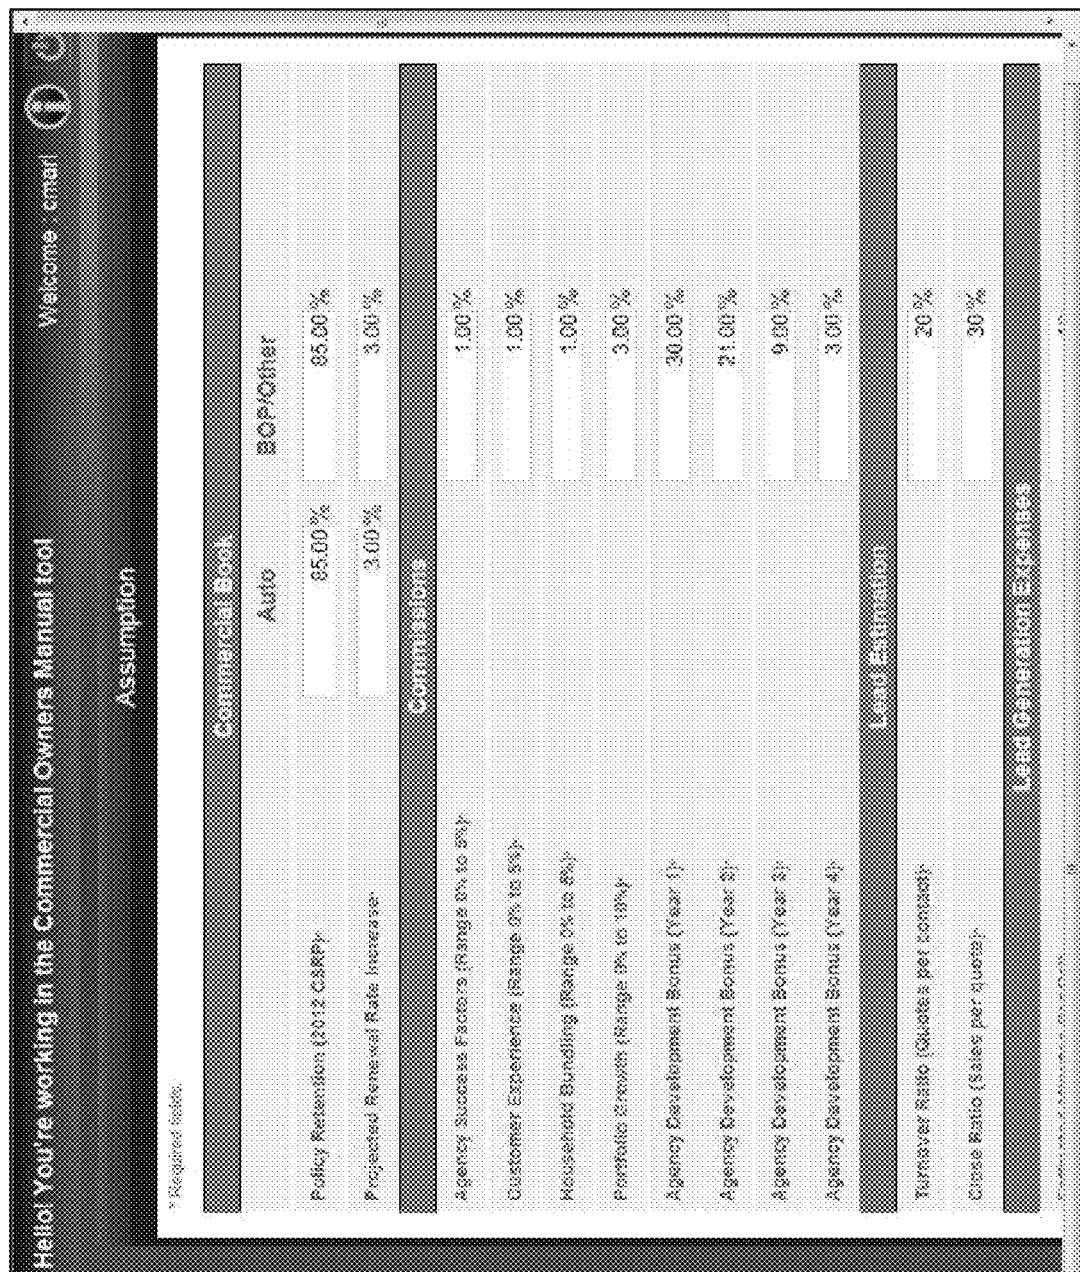 Hello! You're working in the Commercial Owners Manual tool Welcome : cmarl
Assumption
* Required fields.
Commercial Book
Auto BOP/Other
Policy Retention (2012 CSRP)* 85.00 % 85.00 %
Projected Renewal Rate Increase* 3.00 % 3.00 %
Commissions
Agency Success Factors (Range 0% to 5%)* 1.00 %
Customer Experience (Range 0% to 5%)* 1.00 %
Household Bundling (Range 0% to 5%)* 1.00 %
Portfolio Growth (Range 0% to 10%)* 3.00 %
Agency Development Bonus (Year 1)* 30.00 %
Agency Development Bonus (Year 2)* 21.00 %
Agency Development Bonus (Year 3)* 9.00 %
Agency Development Bonus (Year 4)* 3.00 %
Lead Estimation
Turnover Ratio (Quotes per contact)* 20 %
Close Ratio (Sales per quote)* 30 %
Lead Generation Expenses